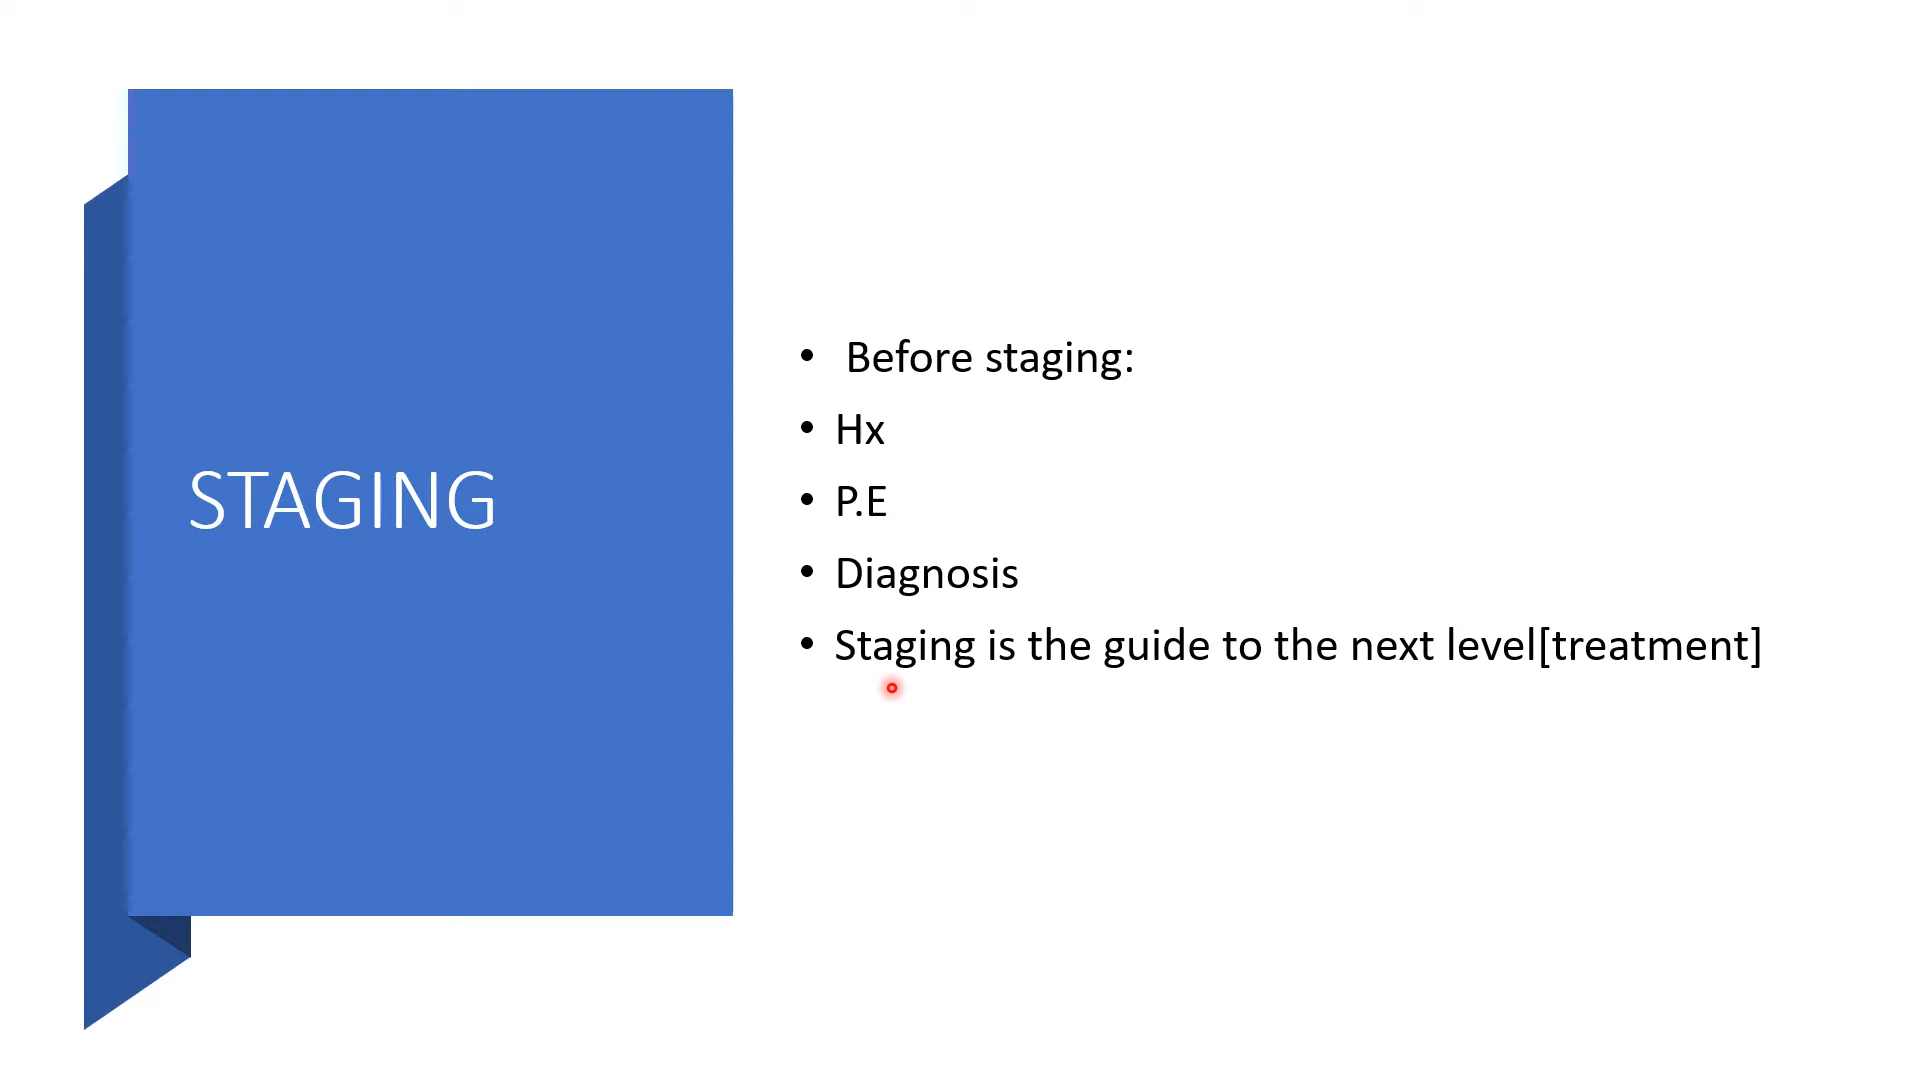 STAGING
• Before staging:
• Hx
• P.E
• Diagnosis
• Staging is the guide to the next level[treatment]